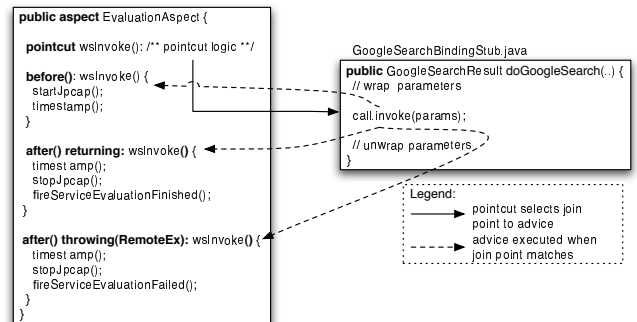 public aspect EvaluationAspect {
pointcut wsInvoke(): /** pointcut logic **/
before(): wsInvoke() {
startJpcap();
timestamp();
}
after() returning: wsInvoke() {
timestamp();
stopJpcap();
fireServiceEvaluationFinished();
}
after() throwing(RemoteEx): wsInvoke() {
timestamp();
stopJpcap();
fireServiceEvaluationFailed();
}
}
GoogleSearchBindingStub.java
public GoogleSearchResult doGoogleSearch(..) {
// wrap parameters
call.invoke(params);
// unwrap parameters
}
Legend:
pointcut selects join
point to advice
advice executed when
join point matches